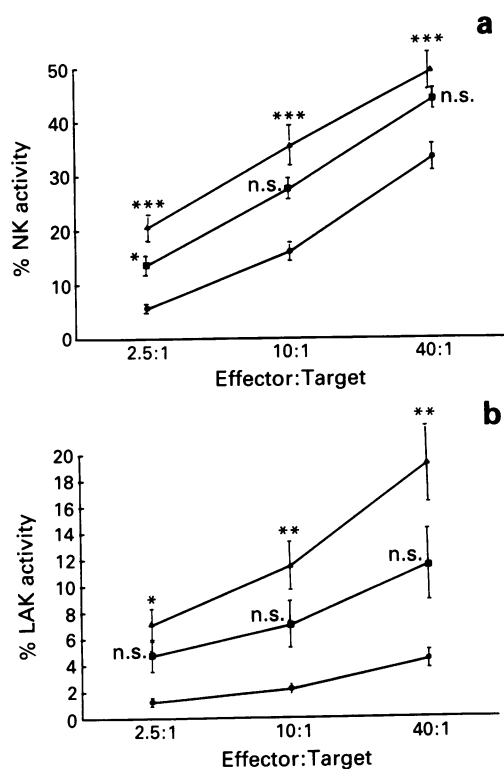 a
*** 
50
40
30
20
10
0
% NK activity
***
***
*
n.s.
n.s.
2.5:1 10:1 40:1
Effector:Target
b
**
20
18
16
14
12
10
8
6
4
2
0
% LAK activity
**
*
n.s.
n.s.
n.s.
2.5:1 10:1 40:1
Effector:Target